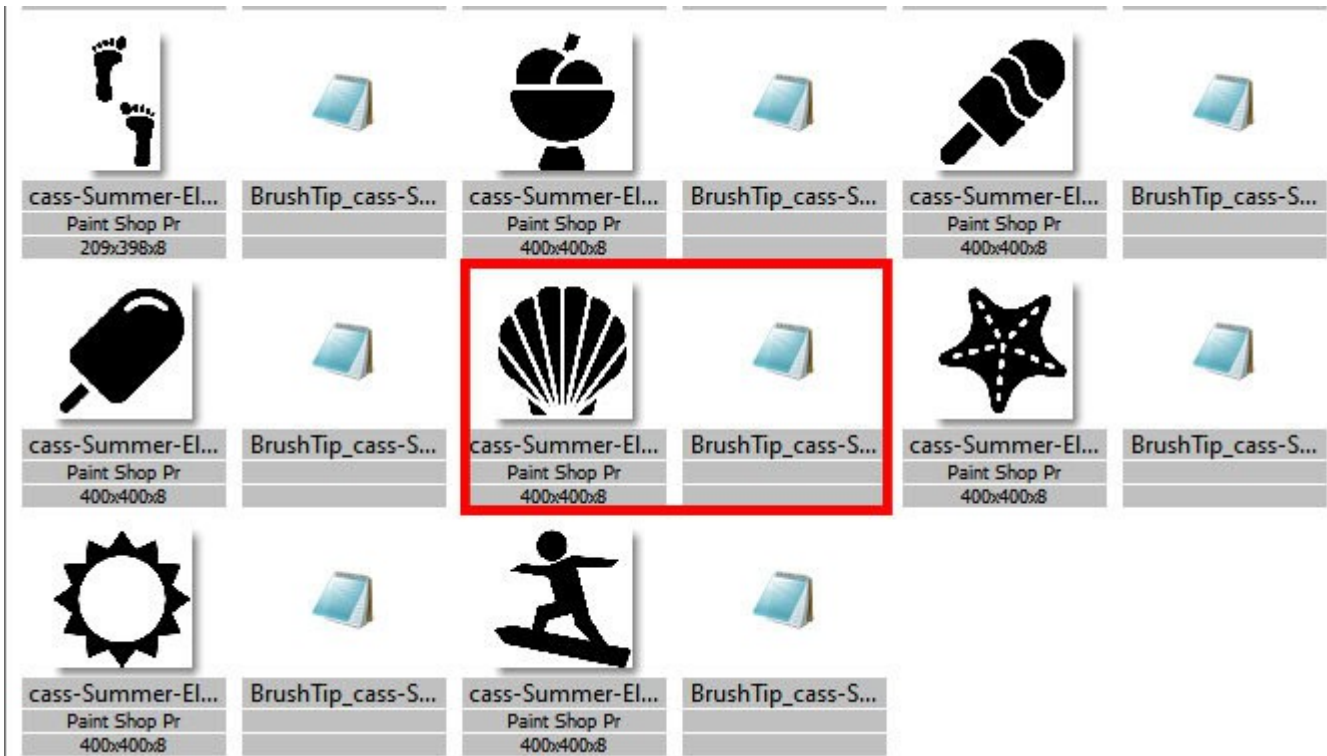 cass-Summer-El... BrushTip_cass-S... cass-Summer-El... BrushTip_cass-S... cass-Summer-El... BrushTip_cass-S...
Paint Shop Pr Paint Shop Pr Paint Shop Pr
209x398x8 400x400x8 400x400x8
cass-Summer-El... BrushTip_cass-S... cass-Summer-El... BrushTip_cass-S... cass-Summer-El... BrushTip_cass-S...
Paint Shop Pr Paint Shop Pr Paint Shop Pr
400x400x8 400x400x8 400x400x8
cass-Summer-El... BrushTip_cass-S... cass-Summer-El... BrushTip_cass-S...
Paint Shop Pr Paint Shop Pr
400x400x8 400x400x8